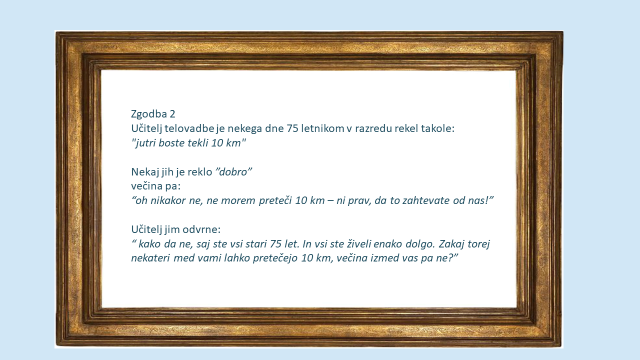 Zgodba 2
Učitelj telovadbe je nekega dne 75 letnikom v razredu rekel takole:
"jutri boste tekli 10 km"
Nekaj jih je reklo ”dobro”
večina pa:
“oh nikakor ne, ne morem preteči 10 km – ni prav, da to zahtevate od nas!”
Učitelj jim odvrne:
“ kako da ne, saj ste vsi stari 75 let. In vsi ste živeli enako dolgo. Zakaj torej
nekateri med vami lahko pretečejo 10 km, večina izmed vas pa ne?”